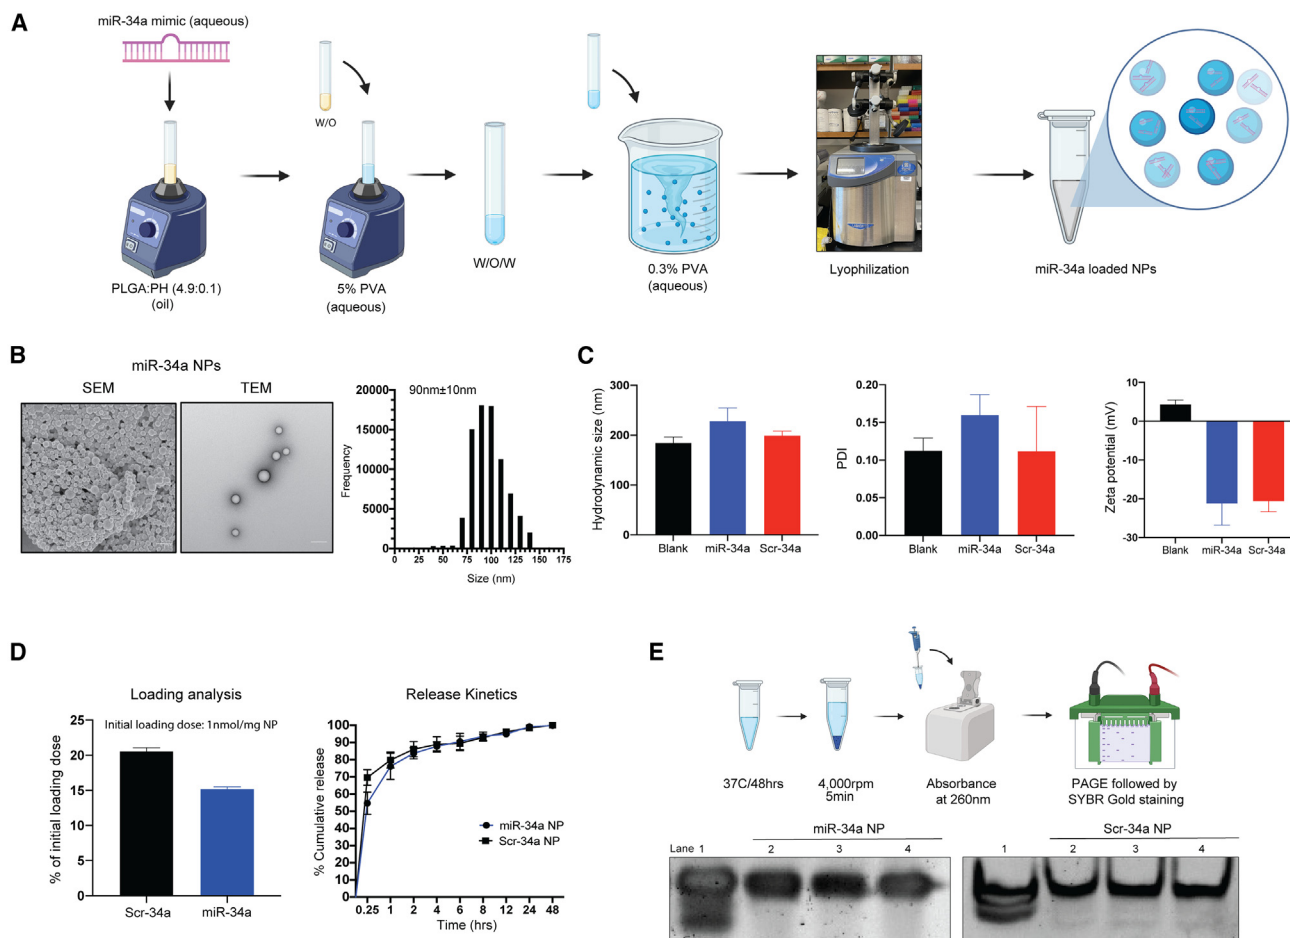 A
miR-34a mimic (aqueous)
W/O
PLGA:PH (4.9:0.1)
(oil)
5% PVA
(aqueous)
W/O/W
0.3% PVA
(aqueous)
Lyophilization
miR-34a loaded NPs
B
miR-34a NPs
SEM
TEM
90nm±10nm
Frequency
20000
15000
10000
5000
0
0 25 50 75 100 125 150 175
Size (nm)
C
Hydrodynamic size (nm)
300
200
100
0
Blank miR-34a Scr-34a
PDI
0.20
0.15
0.10
0.05
0.00
Blank miR-34a Scr-34a
Zeta potential (mV)
10
0
-10
-20
-30
Blank miR-34a Scr-34a
D
Loading analysis
Initial loading dose: 1nmol/mg NP
% of initial loading dose
25
20
15
10
5
0
Scr-34a miR-34a
Release Kinetics
% Cumulative release
100
90
80
70
60
50
40
30
20
10
0
miR-34a NP
Scr-34a NP
0.25 1 2 4 6 8 12 24 48
Time (hrs)
E
37C/48hrs
4,000rpm
5min
Absorbance
at 260nm
PAGE followed by
SYBR Gold staining
miR-34a NP
Lane 1 2 3 4
Scr-34a NP
1 2 3 4